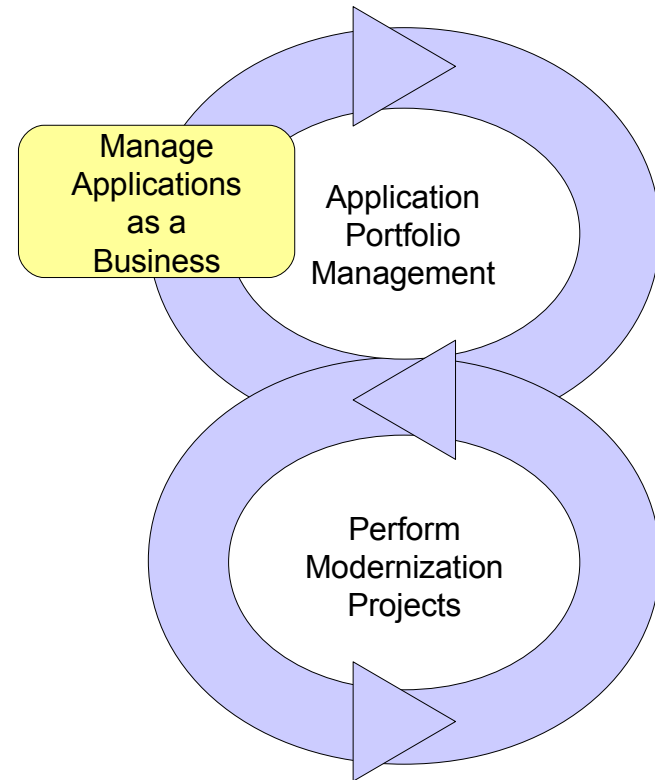 Manage
Applications
as a
Business
Application
Portfolio
Management
Perform
Modernization
Projects